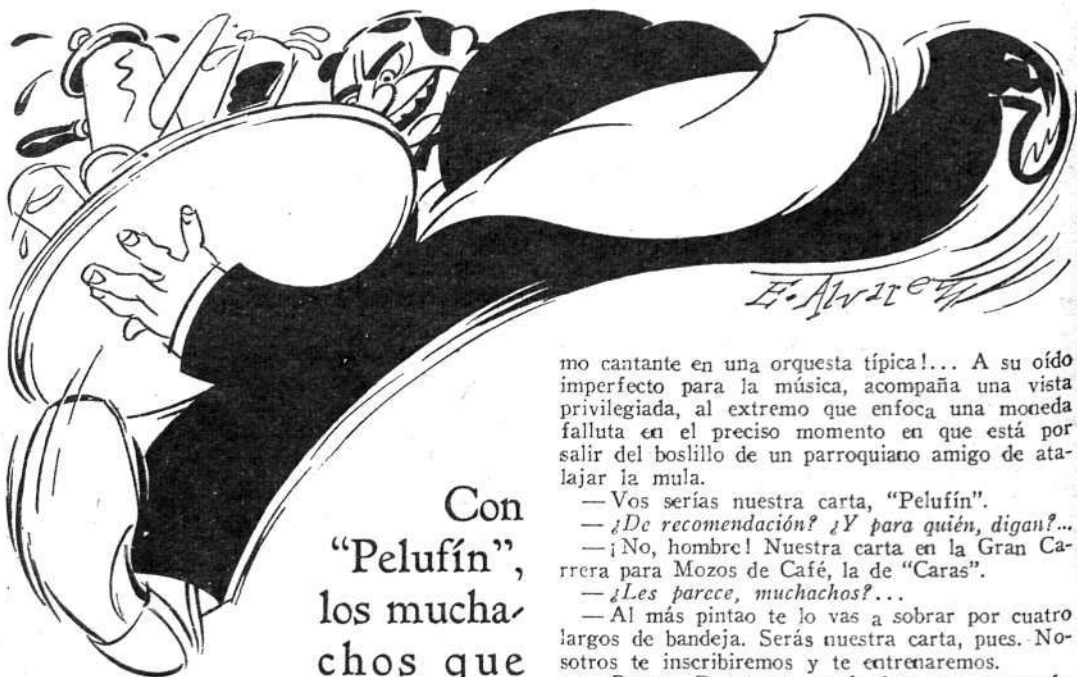 E. Alvarez
Con
“Pelufín”,
los mucha-
chos que
mo cantante en una orquesta típica!... A su oído
imperfecto para la música, acompaña una vista
privilegiada, al extremo que enfoca una moneda
falluta en el preciso momento en que está por
salir del boslillo de un parroquiano amigo de ata-
lajar la mula.
— Vos serías nuestra carta, “Pelufín”.
— ¿De recomendación? ¿Y para quién, digan?...
— ¡No, hombre! Nuestra carta en la Gran Ca-
rrera para Mozos de Café, la de “Caras”.
— ¿Les parece, muchachos?...
— Al más pintao te lo vas a sobrar por cuatro
largos de bandeja. Serás nuestra carta, pues. No-
sotros te inscribiremos y te entrenaremos.